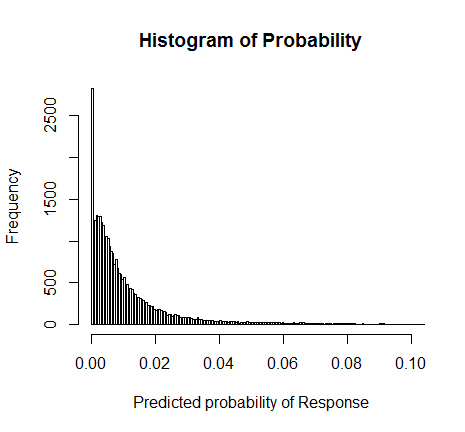 Histogram of Probability
2500
1500
500
0
Frequency
0.00 0.02 0.04 0.06 0.08 0.10
Predicted probability of Response